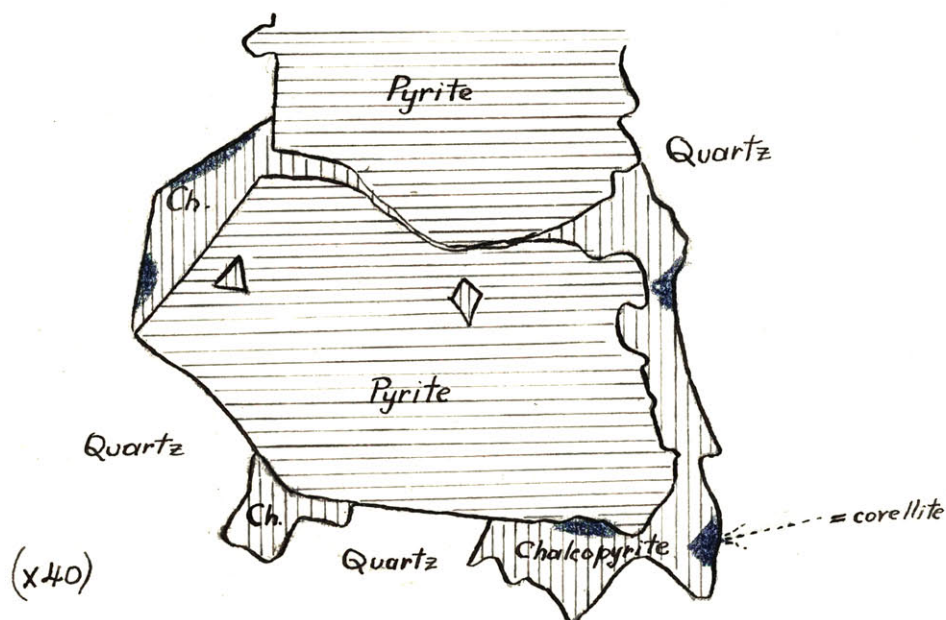 Pyrite
Quartz
Ch.
Pyrite
Quartz
Ch.
Quartz
Chalcopyrite
= corellite
(x40)